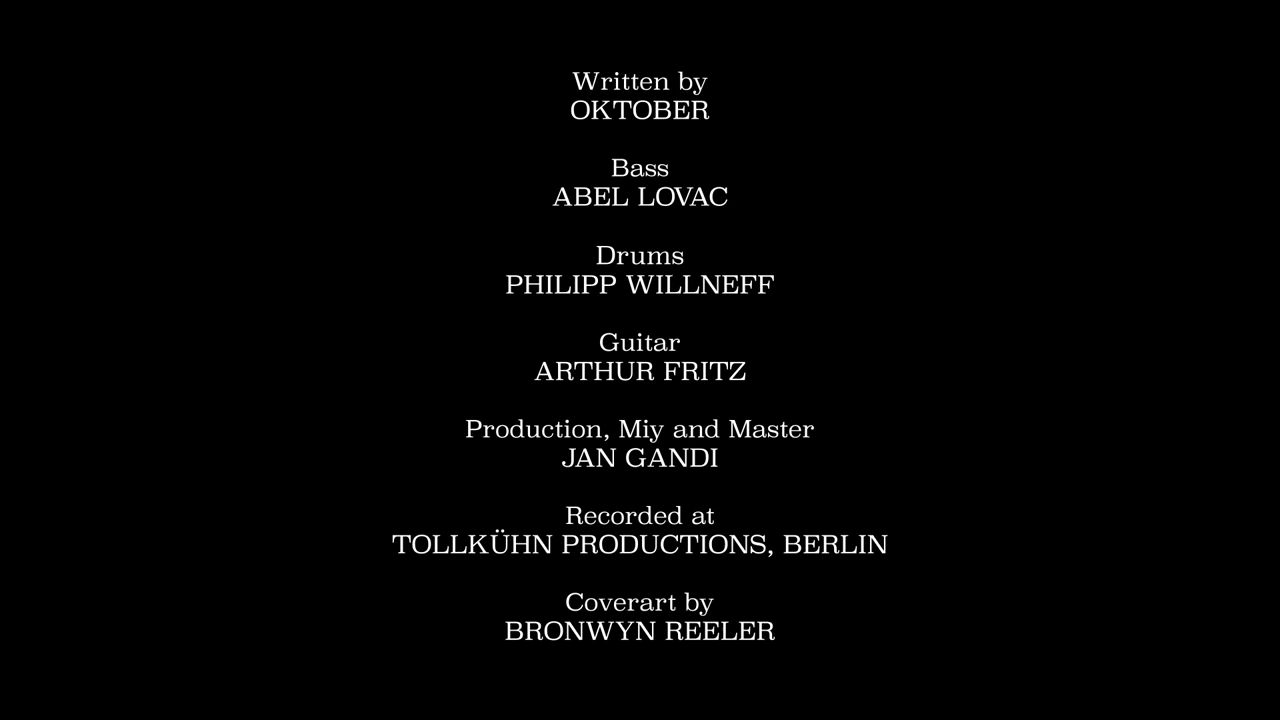 Written by
OKTOBER
Bass
ABEL LOVAC
Drums
PHILIPP WILLNEFF
Guitar
ARTHUR FRITZ
Production, Miy and Master
JAN GANDI
Recorded at
TOLLKÜHN PRODUCTIONS, BERLIN
Coverart by
BRONWYN REELER